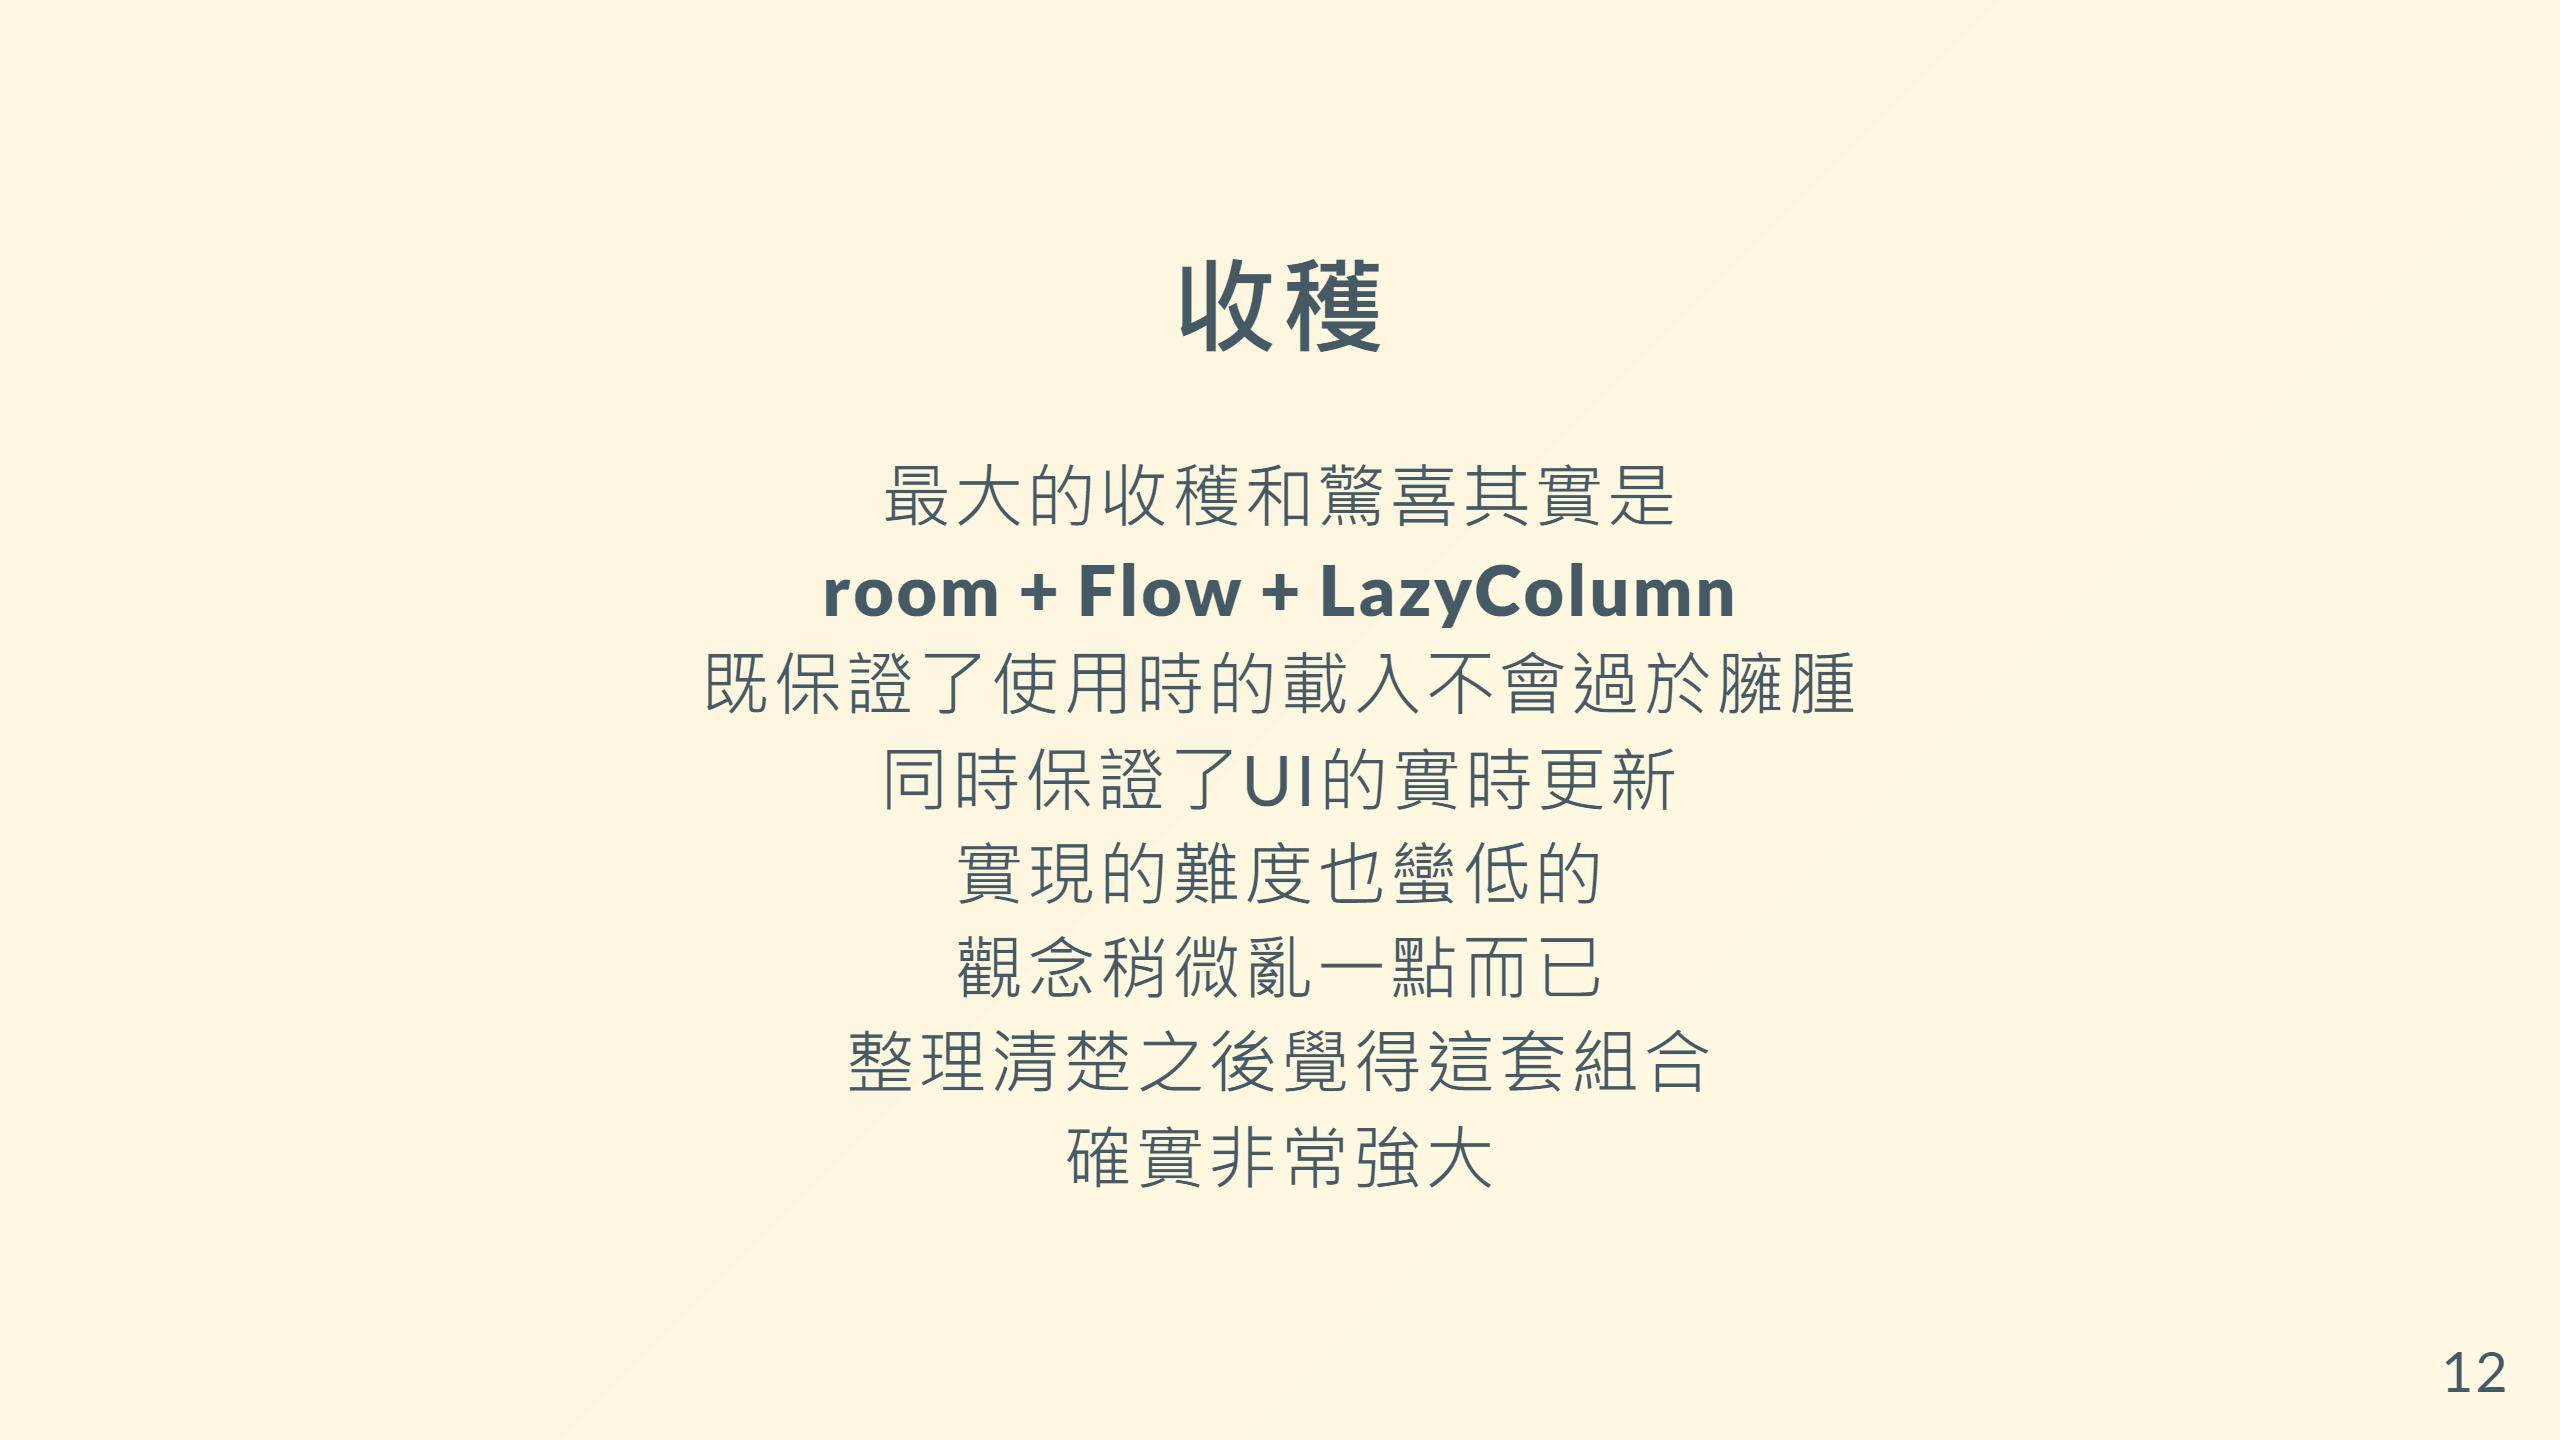 收穫
最大的收穫和驚喜其實是
room + Flow + LazyColumn
既保證了使用時的載入不會過於臃腫
同時保證了UI的實時更新
實現的難度也蠻低的
觀念稍微亂一點而已
整理清楚之後覺得這套組合
確實非常強大
12